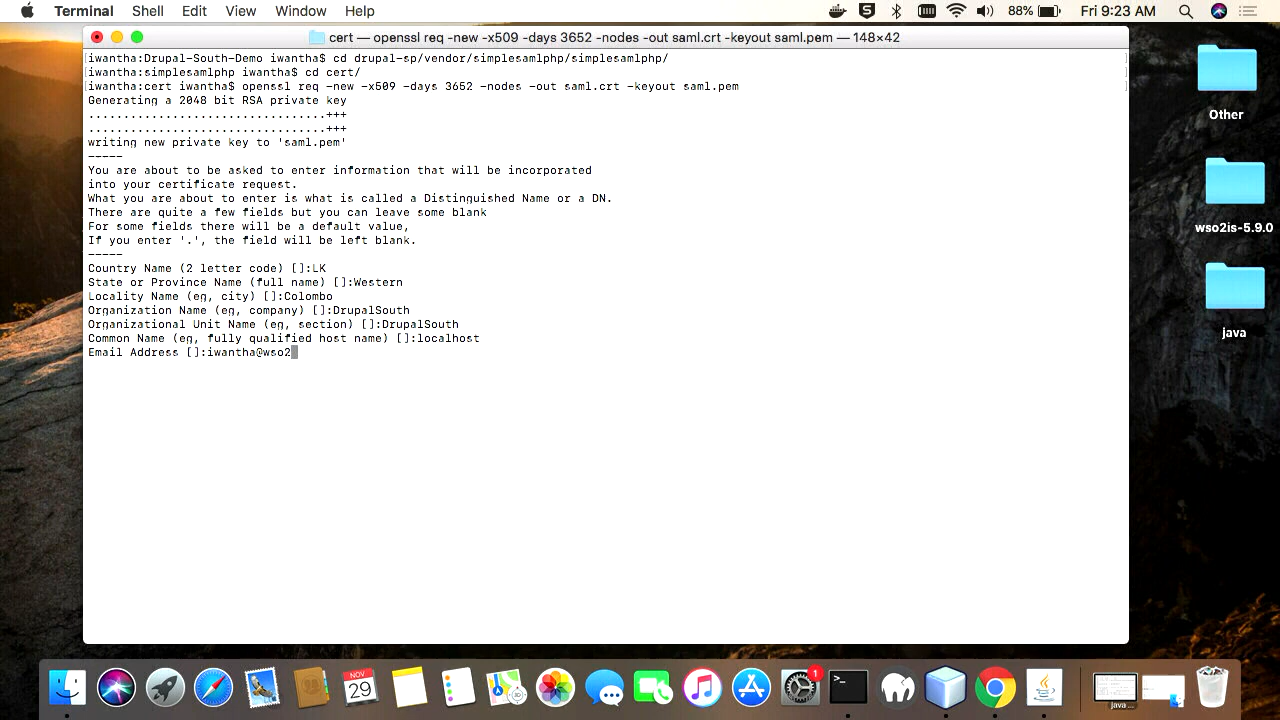 Terminal Shell Edit View Window Help 88% Fri 9:23 AM
cert — openssl req -new -x509 -days 3652 -nodes -out saml.crt -keyout saml.pem — 148×42
iwantha:Drupal-South-Demo iwantha$ cd drupal-sp/vendor/simplesamlphp/simplesamlphp/
iwantha:simplesamlphp iwantha$ cd cert/
iwantha:cert iwantha$ openssl req -new -x509 -days 3652 -nodes -out saml.crt -keyout saml.pem
Generating a 2048 bit RSA private key
..................................+++
..................................+++
writing new private key to 'saml.pem'
-----
You are about to be asked to enter information that will be incorporated
into your certificate request.
What you are about to enter is what is called a Distinguished Name or a DN.
There are quite a few fields but you can leave some blank
For some fields there will be a default value,
If you enter '.', the field will be left blank.
-----
Country Name (2 letter code) []:LK
State or Province Name (full name) []:Western
Locality Name (eg, city) []:Colombo
Organization Name (eg, company) []:DrupalSouth
Organizational Unit Name (eg, section) []:DrupalSouth
Common Name (eg, fully qualified host name) []:localhost
Email Address []:iwantha@wso2
Other
wso2is-5.9.0
java
NOV
29
1
>_
java ...